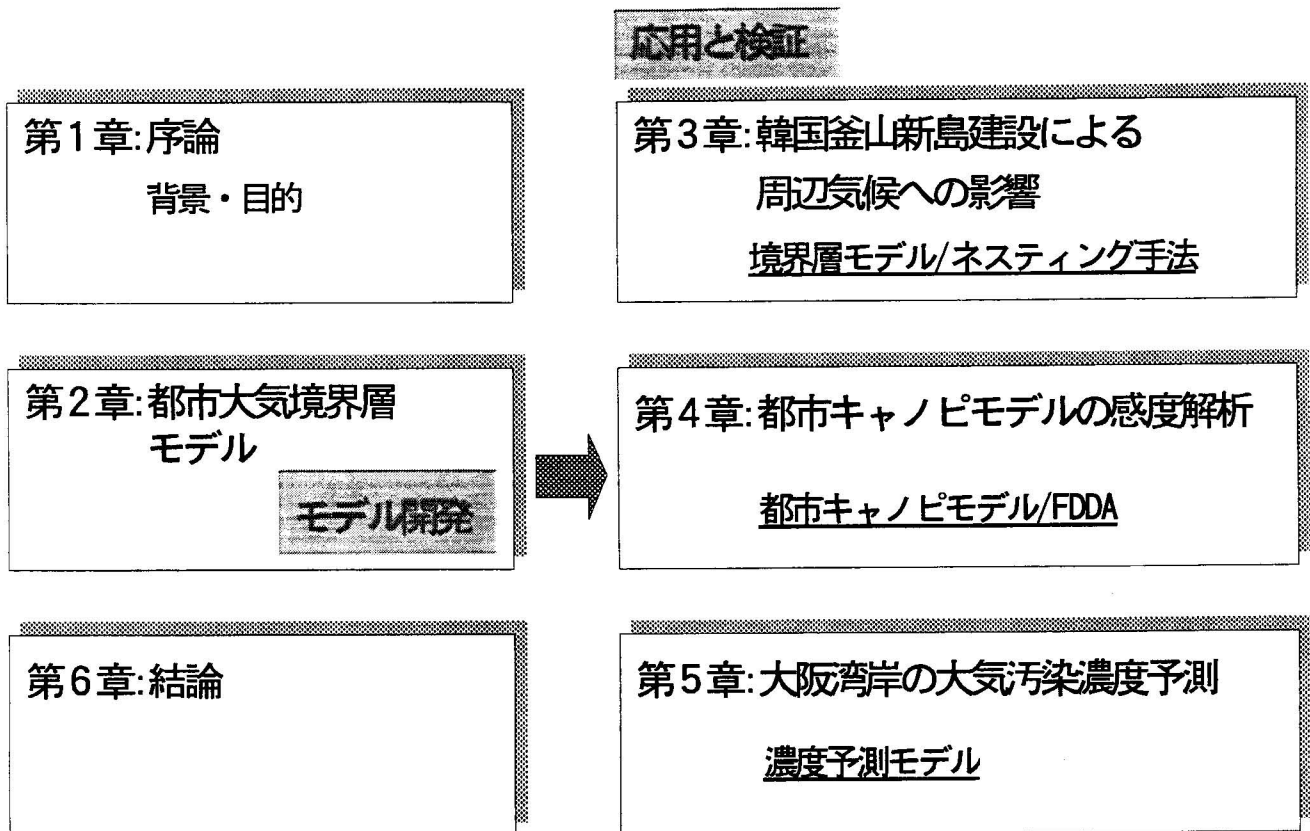 応用と検証
第1章:序論
背景・目的
第2章:都市大気境界層
モデル
モデル開発
第6章:結論
第3章:韓国釜山新島建設による
周辺気候への影響
境界層モデル/ネスティング手法
第4章:都市キャノピモデルの感度解析
都市キャノピモデル/FDDA
第5章:大阪湾岸の大気汚染濃度予測
濃度予測モデル